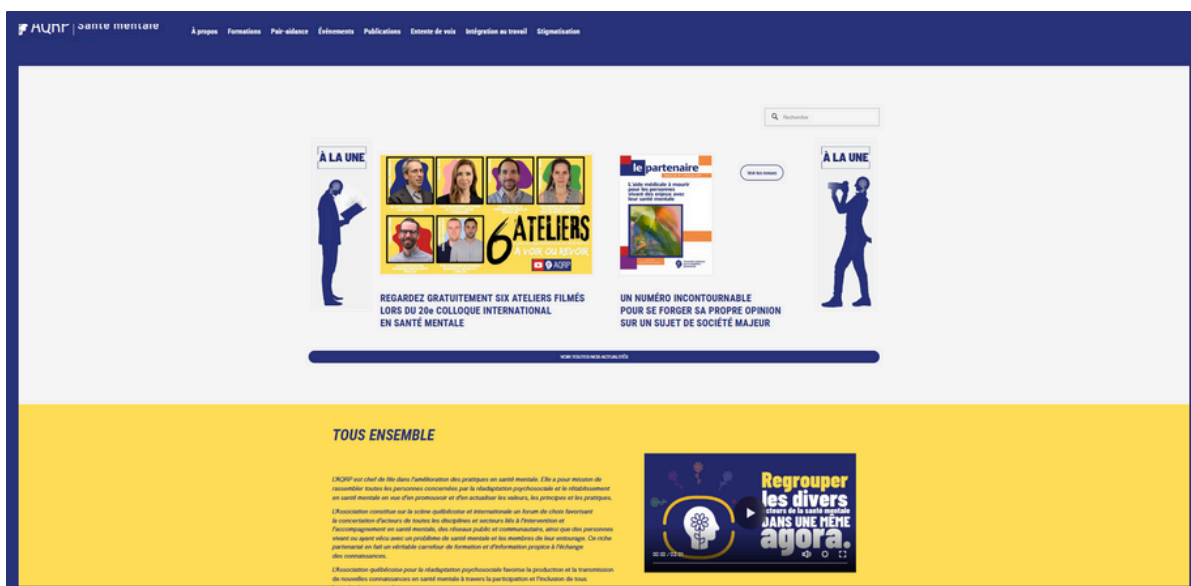 AQRP | Santé mentale
À propos Formations Pair-aidance Événements Publications Entente de voix Intégration au travail Stigmatisation
Rechercher
À LA UNE
6 ATELIERS
À VOIR OU REVOIR
AQRP
le partenaire
L'aide médicale à mourir
pour les personnes
vivant des enjeux avec
leur santé mentale
À LA UNE
REGARDEZ GRATUITEMENT SIX ATELIERS FILMÉS
LORS DU 20e COLLOQUE INTERNATIONAL
EN SANTÉ MENTALE
UN NUMÉRO INCONTOURNABLE
POUR SE FORGER SA PROPRE OPINION
SUR UN SUJET DE SOCIÉTÉ MAJEUR
VOIR TOUTES NOS ACTUALITÉS
TOUS ENSEMBLE
L'AQRP est chef de file dans l'amélioration des pratiques en santé mentale. Elle a pour mission de
rassembler toutes les personnes concernées par la réadaptation psychosociale et le rétablissement
en santé mentale en vue d'en promouvoir et d'en actualiser les valeurs, les principes et les pratiques.
L'Association constitue sur la scène québécoise et internationale un forum de choix favorisant
la concertation d'acteurs de toutes les disciplines et secteurs liés à l'intervention et
l'accompagnement en santé mentale, des réseaux public et communautaire, ainsi que des personnes
vivant ou ayant vécu avec un problème de santé mentale et les membres de leur entourage. Ce riche
partenariat en fait un véritable carrefour de formation et d'information propice à l'échange
des connaissances.
L'Association québécoise pour la réadaptation psychosociale favorise la production et la transmission
de nouvelles connaissances en santé mentale à travers la participation et l'inclusion de tous
Regrouper
les divers
acteurs de la santé mentale
DANS UNE MÊME
agora.